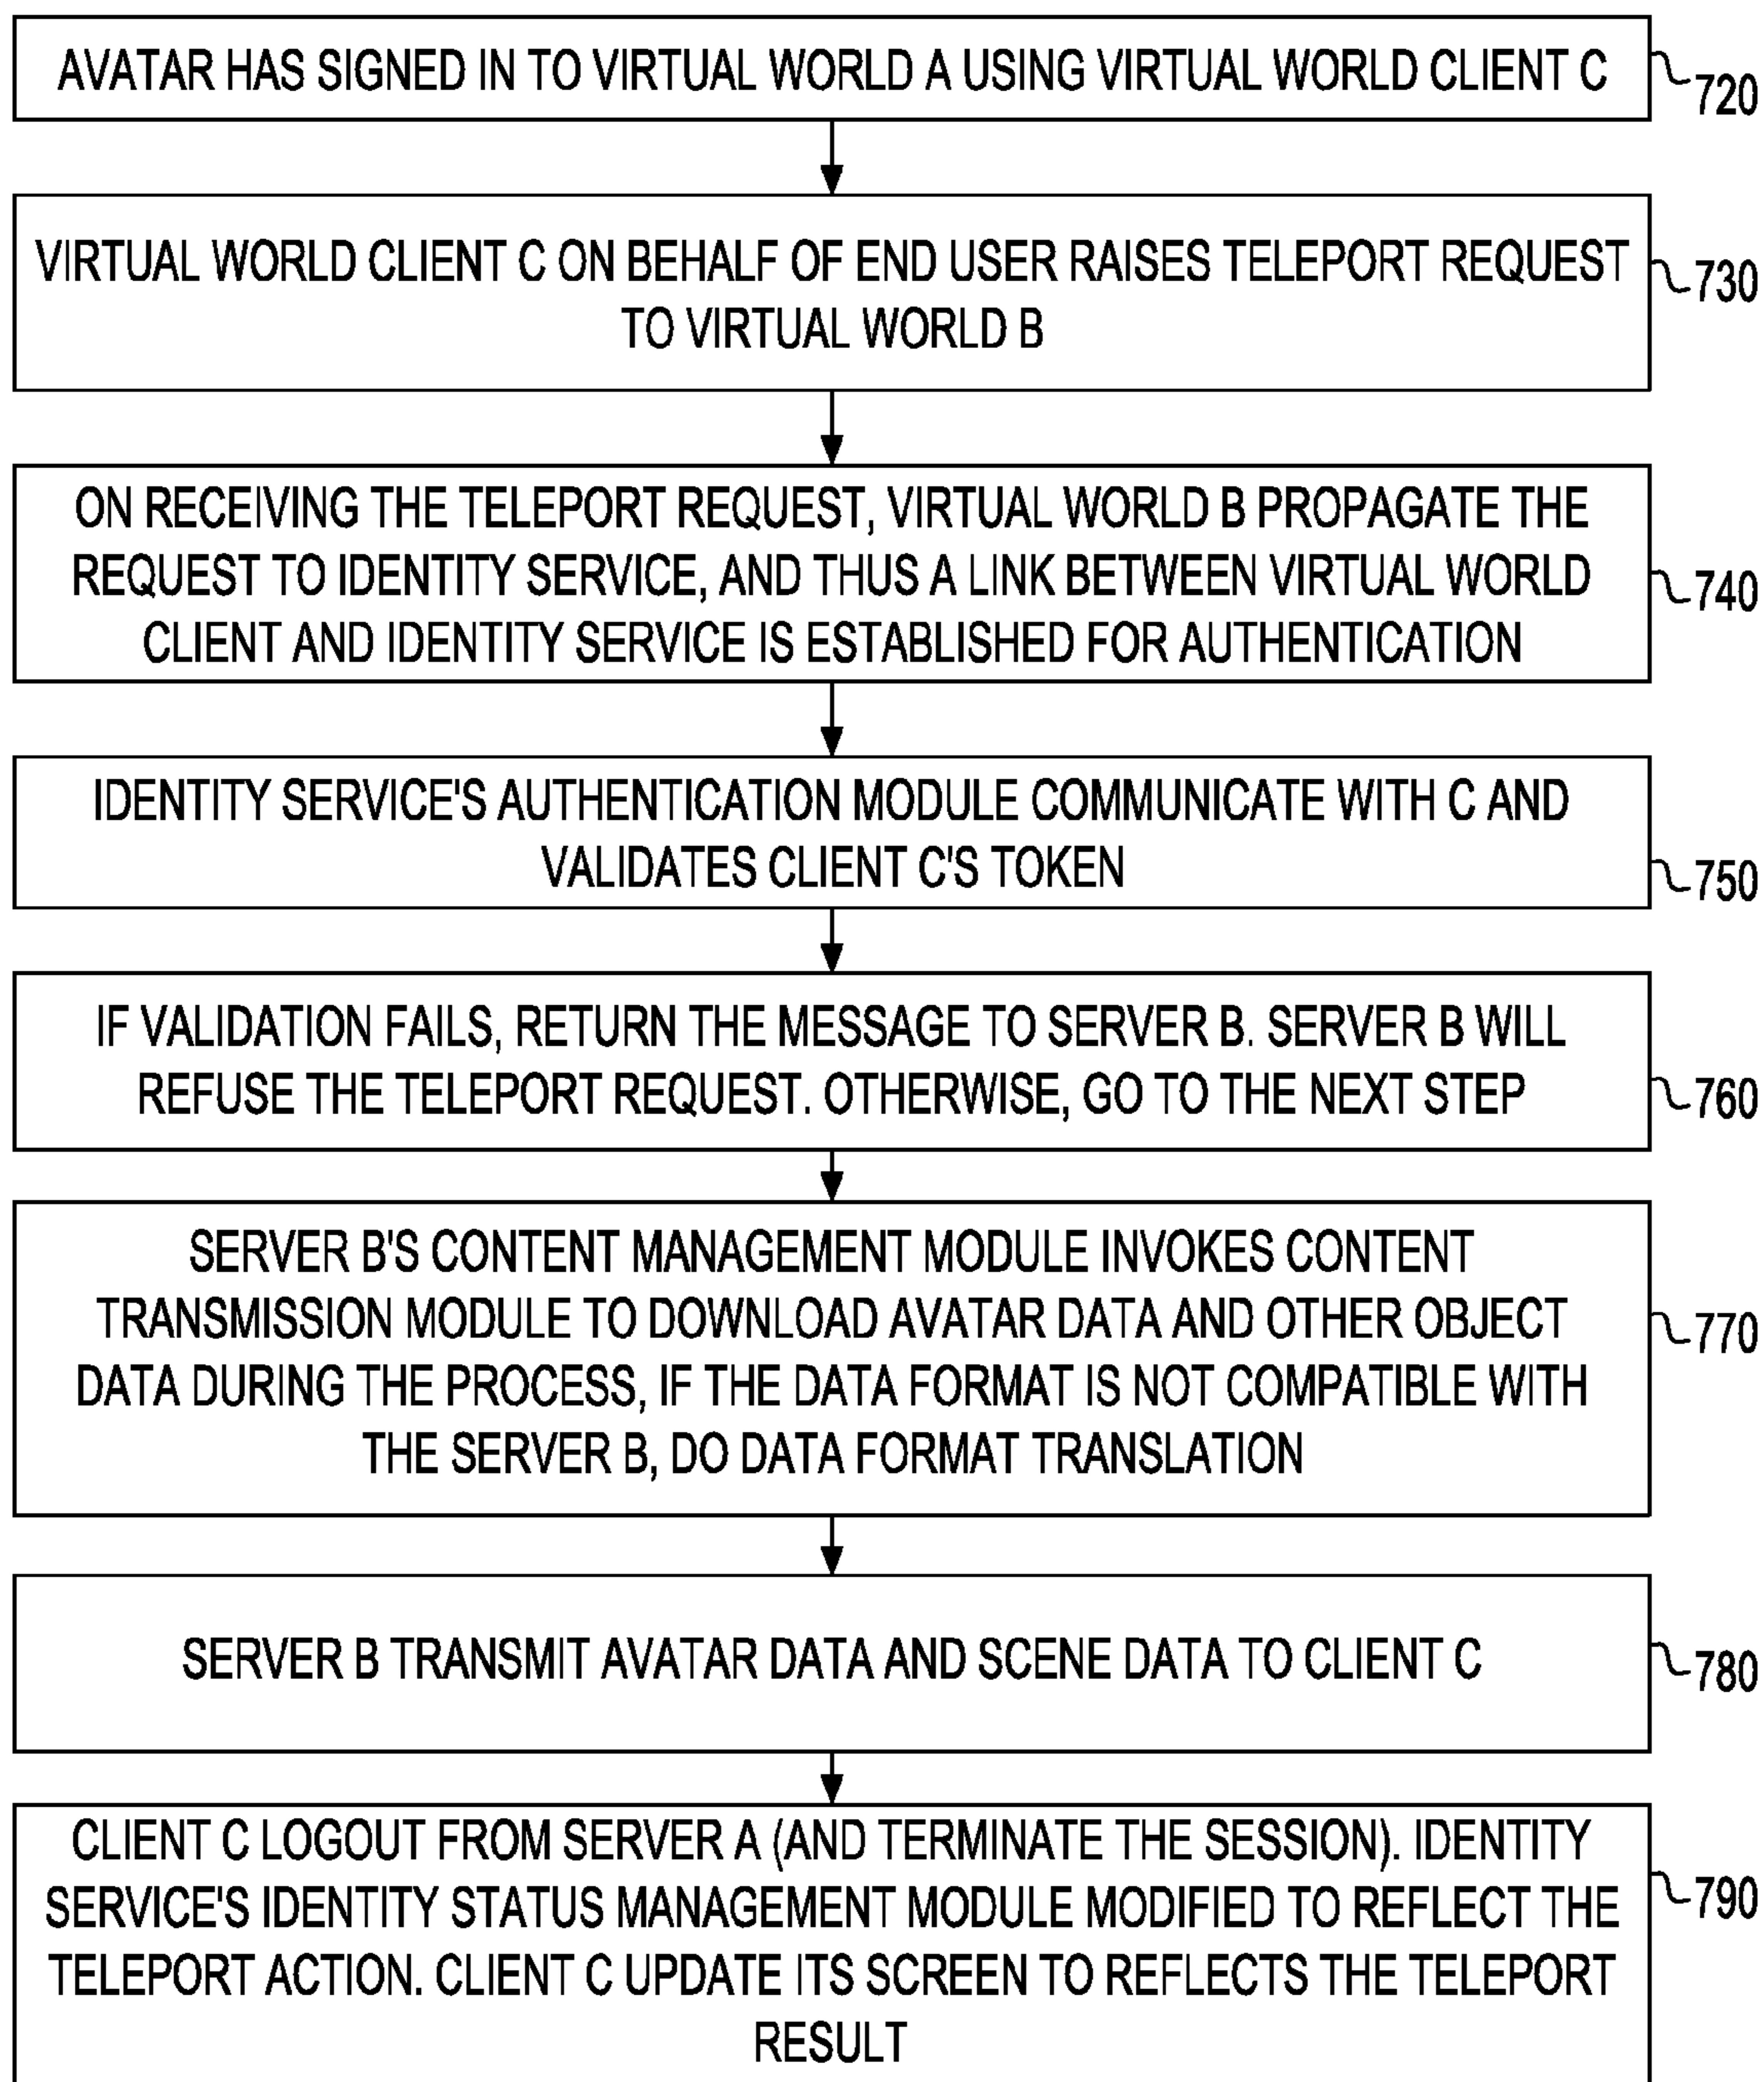 AVATAR HAS SIGNED IN TO VIRTUAL WORLD A USING VIRTUAL WORLD CLIENT C
720
VIRTUAL WORLD CLIENT C ON BEHALF OF END USER RAISES TELEPORT REQUEST
TO VIRTUAL WORLD B
730
ON RECEIVING THE TELEPORT REQUEST, VIRTUAL WORLD B PROPAGATE THE
REQUEST TO IDENTITY SERVICE, AND THUS A LINK BETWEEN VIRTUAL WORLD
CLIENT AND IDENTITY SERVICE IS ESTABLISHED FOR AUTHENTICATION
740
IDENTITY SERVICE'S AUTHENTICATION MODULE COMMUNICATE WITH C AND
VALIDATES CLIENT C'S TOKEN
750
IF VALIDATION FAILS, RETURN THE MESSAGE TO SERVER B. SERVER B WILL
REFUSE THE TELEPORT REQUEST. OTHERWISE, GO TO THE NEXT STEP
760
SERVER B'S CONTENT MANAGEMENT MODULE INVOKES CONTENT
TRANSMISSION MODULE TO DOWNLOAD AVATAR DATA AND OTHER OBJECT
DATA DURING THE PROCESS, IF THE DATA FORMAT IS NOT COMPATIBLE WITH
THE SERVER B, DO DATA FORMAT TRANSLATION
770
SERVER B TRANSMIT AVATAR DATA AND SCENE DATA TO CLIENT C
780
CLIENT C LOGOUT FROM SERVER A (AND TERMINATE THE SESSION). IDENTITY
SERVICE'S IDENTITY STATUS MANAGEMENT MODULE MODIFIED TO REFLECT THE
TELEPORT ACTION. CLIENT C UPDATE ITS SCREEN TO REFLECTS THE TELEPORT
RESULT
790